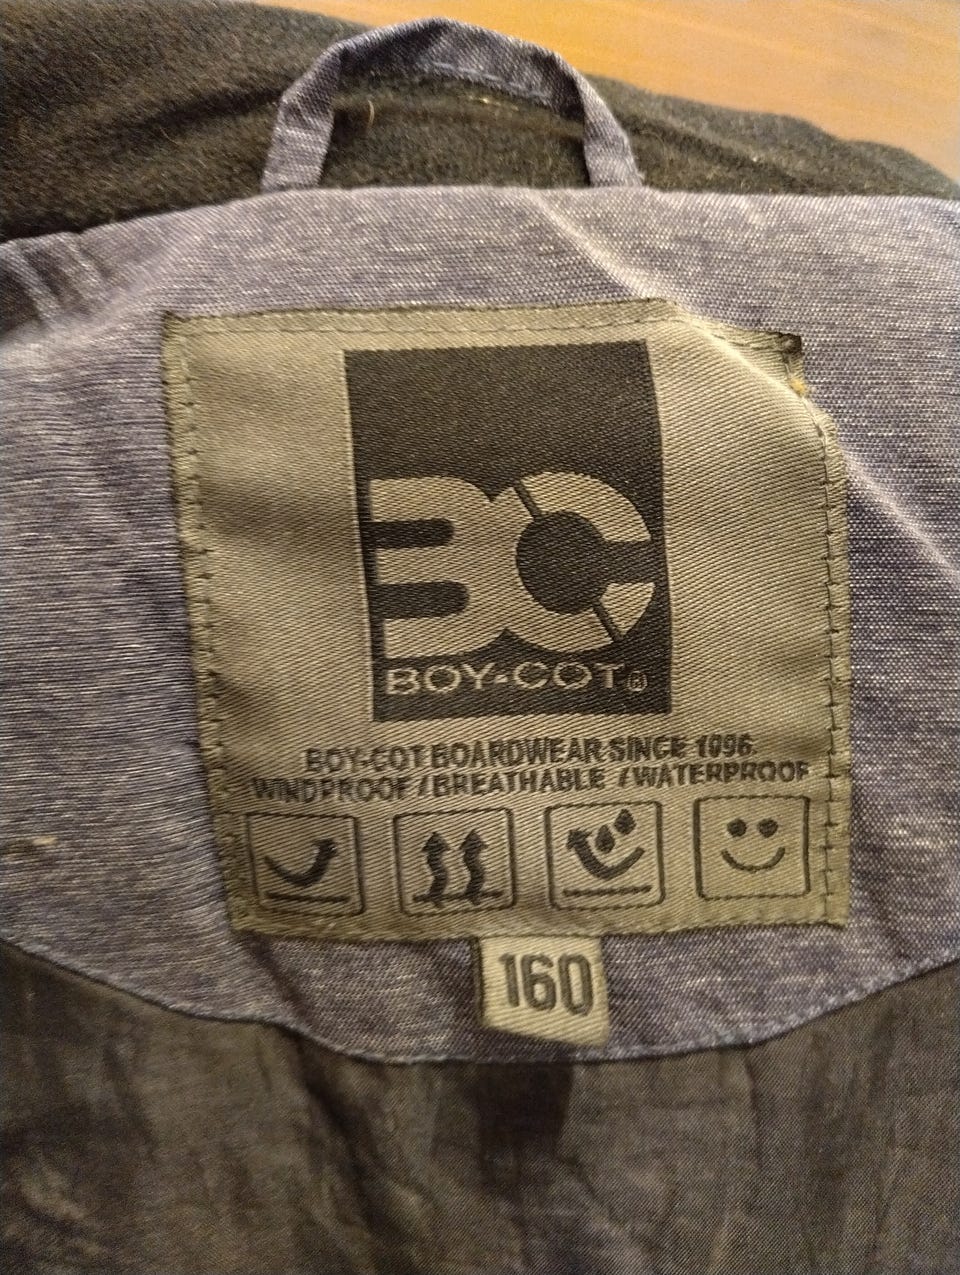 BC
BOY-COT®
BOY-COT BOARDWEAR SINCE 1996
WINDPROOF / BREATHABLE / WATERPROOF
160